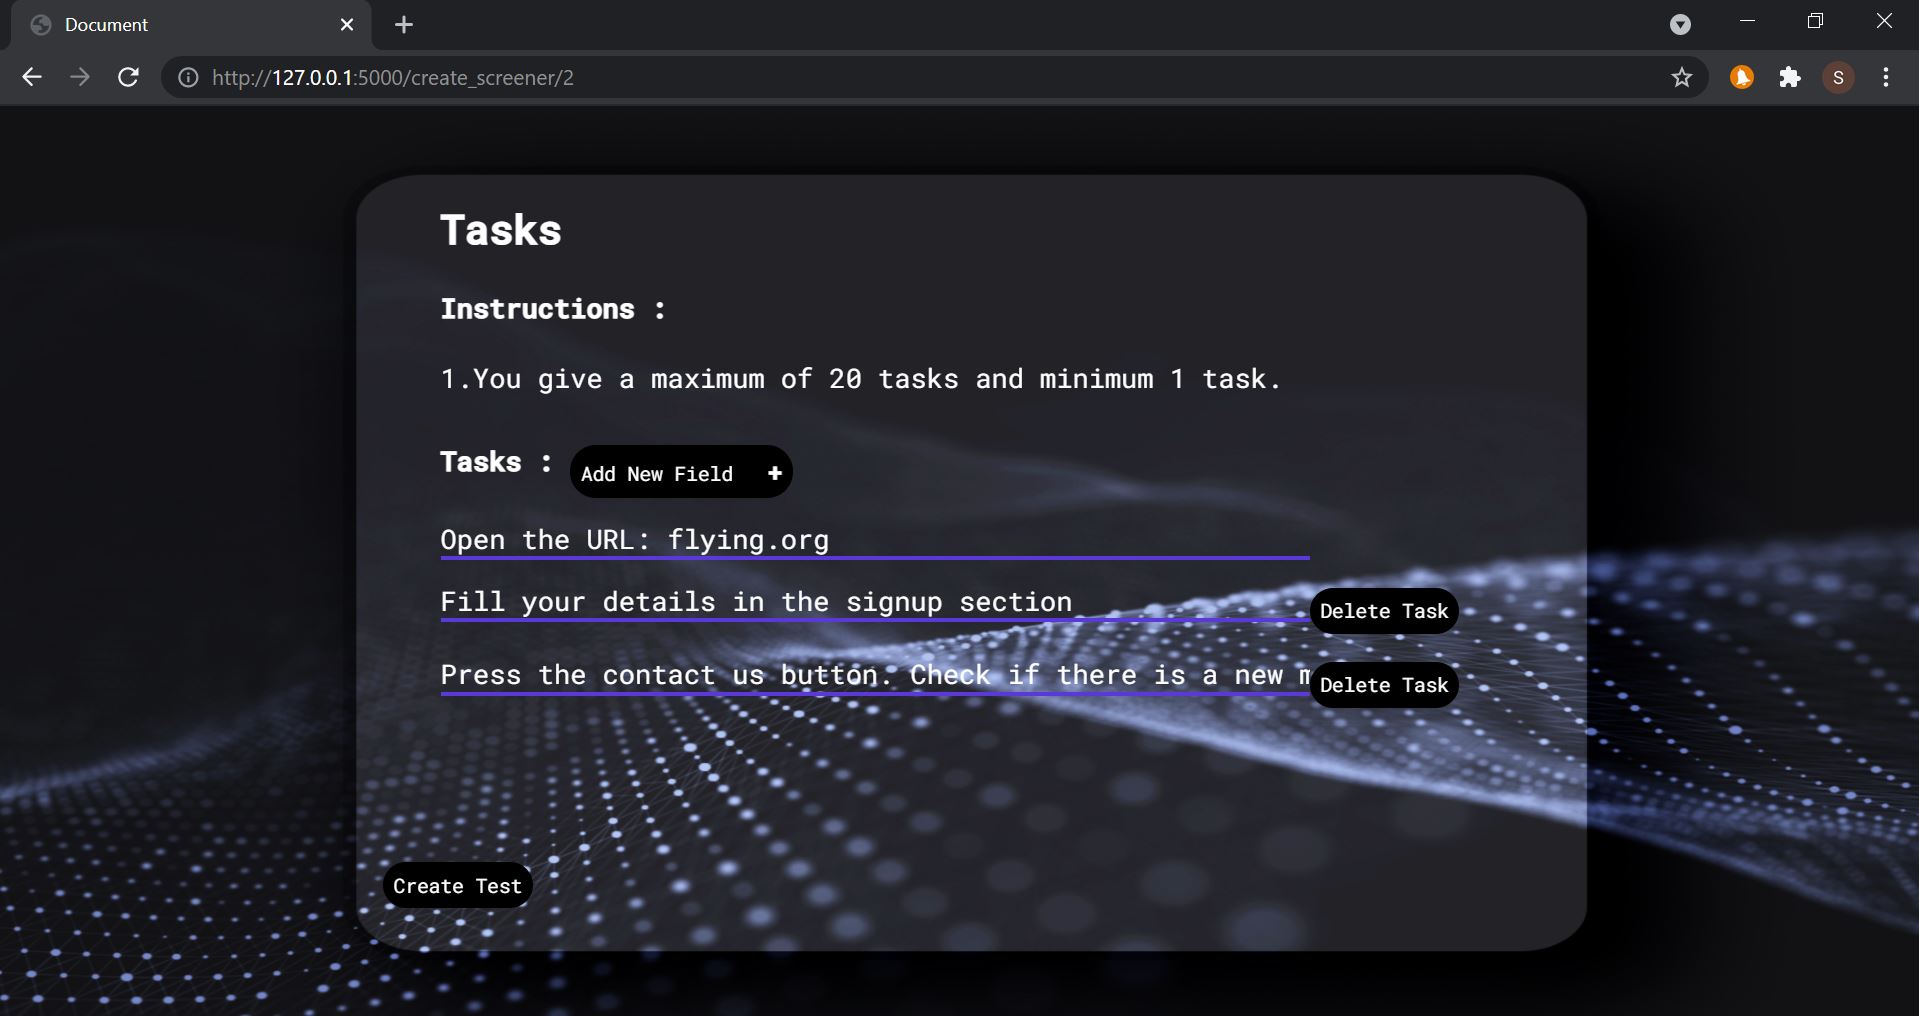 Document
http://127.0.0.1:5000/create_screener/2
S
Tasks
Instructions :
1.You give a maximum of 20 tasks and minimum 1 task.
Tasks : Add New Field +
Open the URL: flying.org
Fill your details in the signup section Delete Task
Press the contact us button. Check if there is a new m Delete Task
Create Test